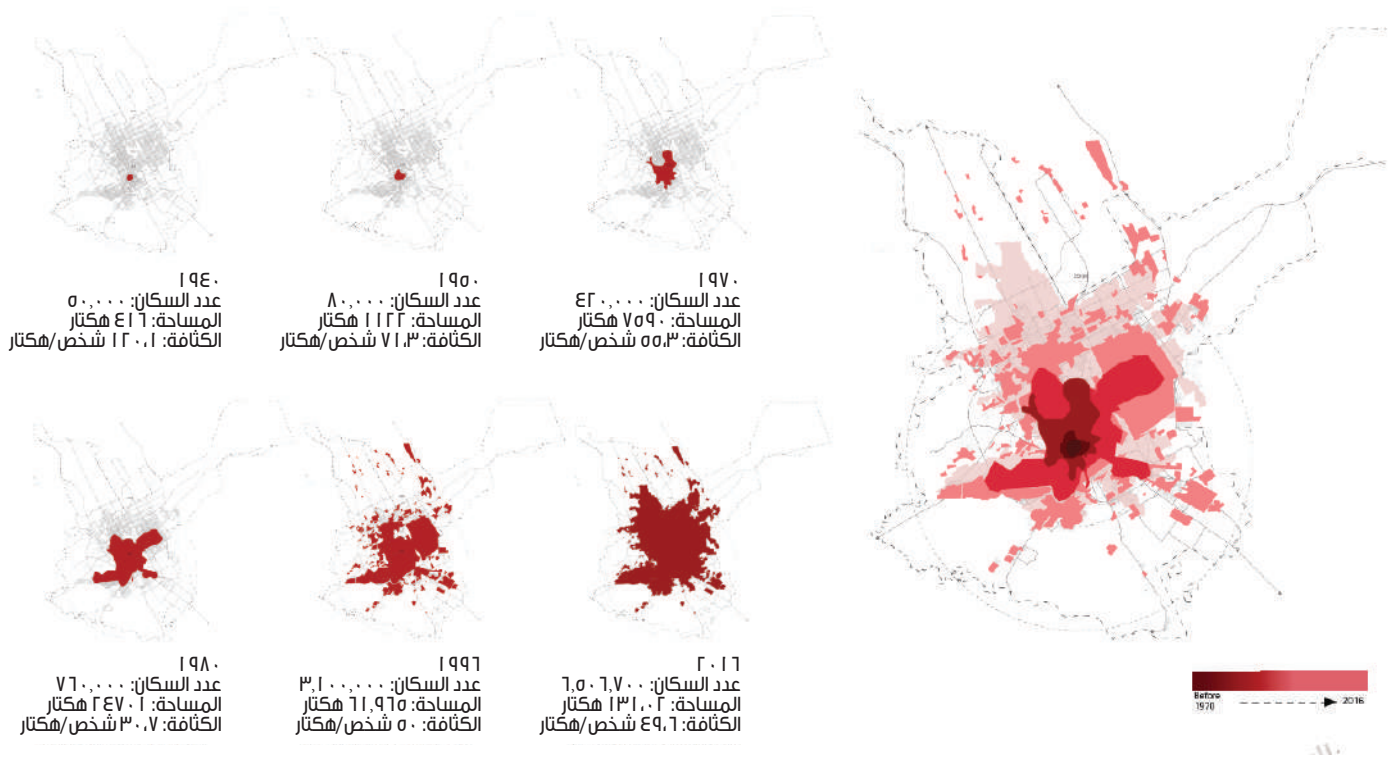 ١٩٤٠
عدد السكان: ٥٠,٠٠٠
المساحة: ٤١٦ هكتار
الكثافة: ١٢٠،١ شخص/هكتار
١٩٥٠
عدد السكان: ٨٠,٠٠٠
المساحة: ١١٢٢ هكتار
الكثافة: ٧١،٣ شخص/هكتار
١٩٧٠
عدد السكان: ٤٢٠,٠٠٠
المساحة: ٧٥٩٠ هكتار
الكثافة: ٥٥،٣ شخص/هكتار
١٩٨٠
عدد السكان: ٧٦٠,٠٠٠
المساحة: ٢٤٧٠١ هكتار
الكثافة: ٣٠،٧ شخص/هكتار
١٩٩٦
عدد السكان: ٣,١٠٠,٠٠٠
المساحة: ٦١,٩٦٥ هكتار
الكثافة: ٥٠ شخص/هكتار
٢٠١٦
عدد السكان: ٦,٥٠٦,٧٠٠
المساحة: ١٣١،٠٢ هكتار
الكثافة: ٤٩،٦ شخص/هكتار
Before
1970
2016